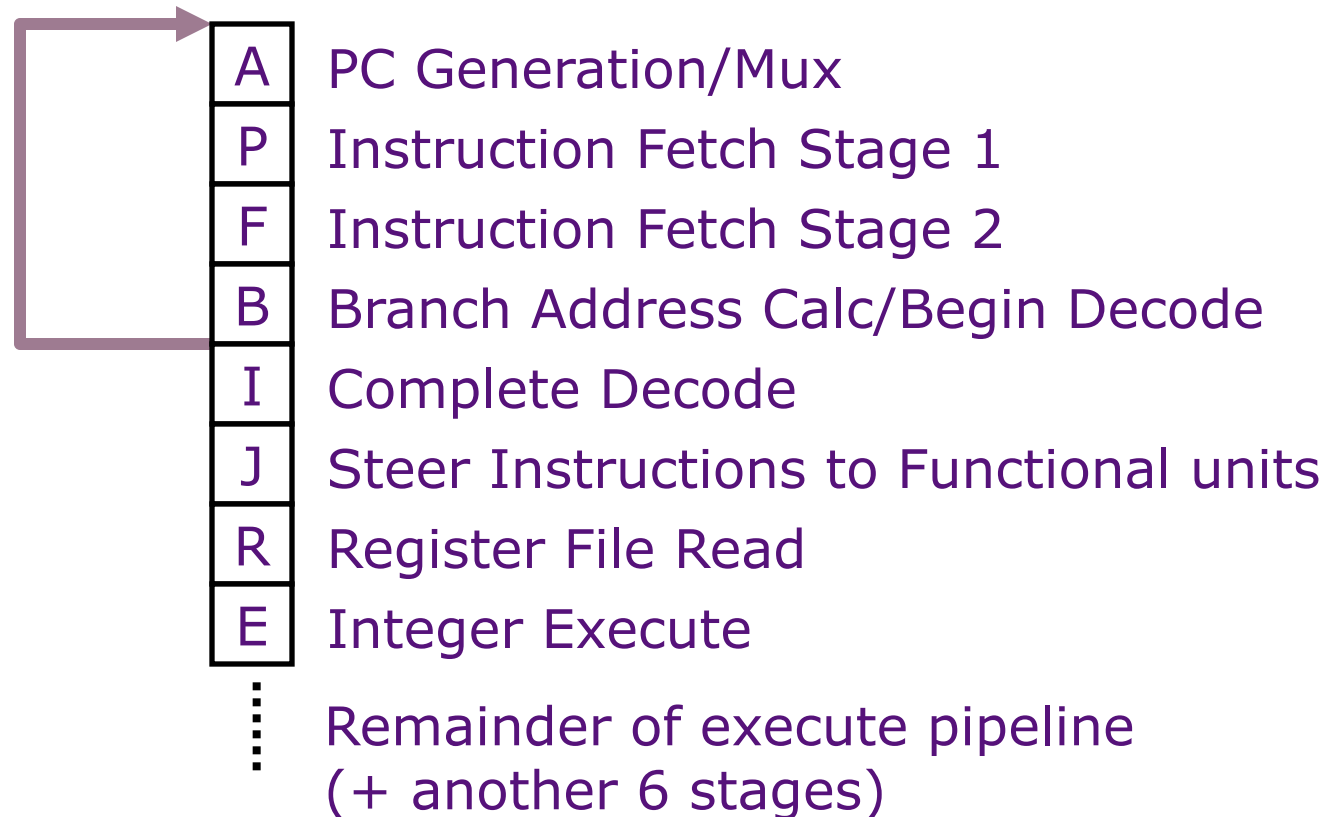 A PC Generation/Mux
P Instruction Fetch Stage 1
F Instruction Fetch Stage 2
B Branch Address Calc/Begin Decode
I Complete Decode
J Steer Instructions to Functional units
R Register File Read
E Integer Execute
Remainder of execute pipeline
(+ another 6 stages)